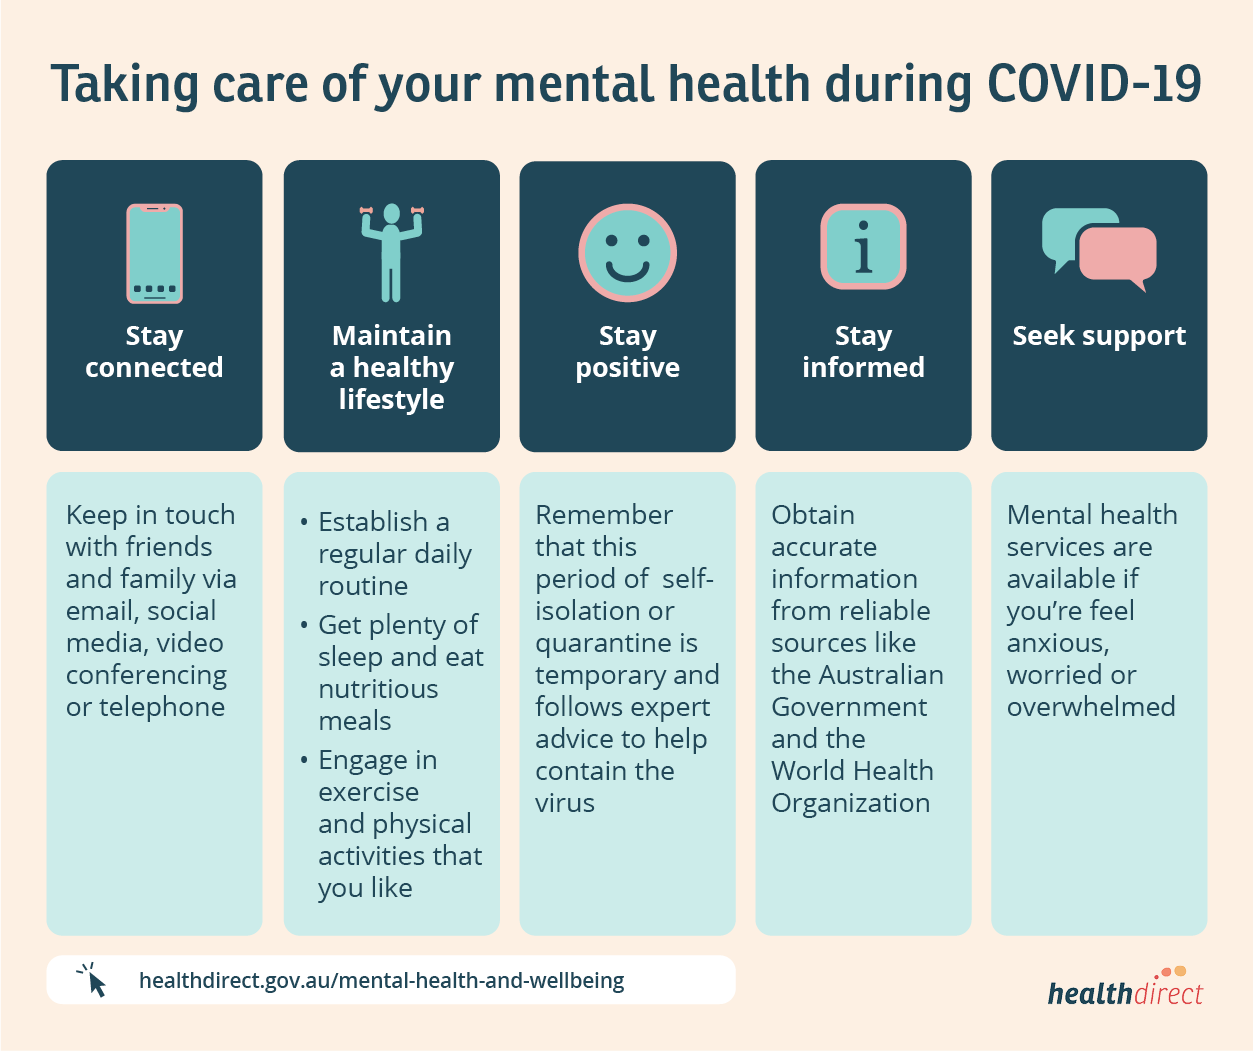 Taking care of your mental health during COVID-19
Stay
connected
Keep in touch
with friends
and family via
email, social
media, video
conferencing
or telephone
Maintain
a healthy
lifestyle
• Establish a
regular daily
routine
• Get plenty of
sleep and eat
nutritious
meals
• Engage in
exercise
and physical
activities that
you like
Stay
positive
Remember
that this
period of  self-
isolation or
quarantine is
temporary and
follows expert
advice to help
contain the
virus
i
Stay
informed
Obtain
accurate
information
from reliable
sources like
the Australian
Government
and the
World Health
Organization
Seek support
Mental health
services are
available if
you’re feel
anxious,
worried or
overwhelmed
healthdirect.gov.au/mental-health-and-wellbeing
healthdirect